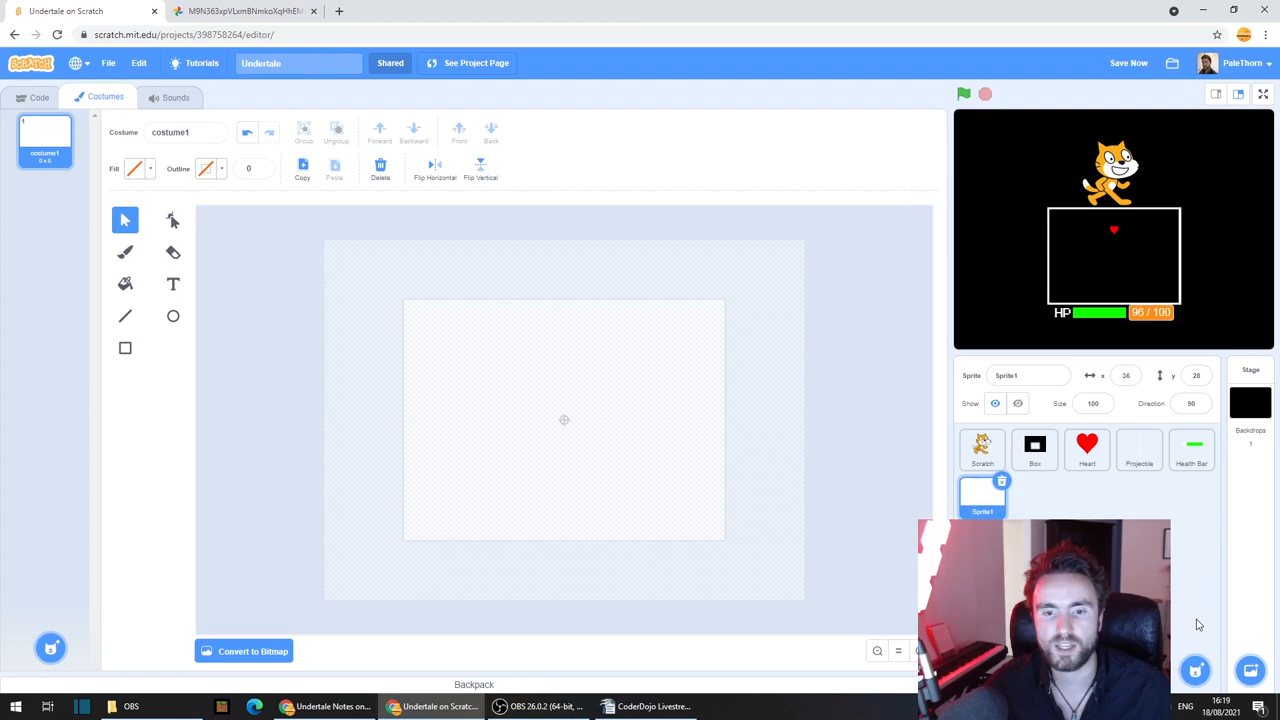 Undertale on Scratch
M9N363xpVLxmBNmkoXqHhEM
scratch.mit.edu/projects/398758264/editor/
SCRATCH
File
Edit
Tutorials
Undertale
Shared
See Project Page
Save Now
PaleThorn
Code
Costumes
Sounds
1
costume1
0 x 0
Costume
costume1
Group
Ungroup
Forward
Backward
Front
Back
Fill
Outline
0
Copy
Paste
Delete
Flip Horizontal
Flip Vertical
Convert to Bitmap
Backpack
HP
96 / 100
Sprite
Sprite1
x
36
y
28
Show
Size
100
Direction
90
Stage
Backdrops
1
Scratch
Box
Heart
Projectile
Health Bar
Sprite1
OBS
Undertale Notes on...
Undertale on Scratc...
OBS 26.0.2 (64-bit, ...
CoderDojo Livestre...
ENG
16:19
18/08/2021